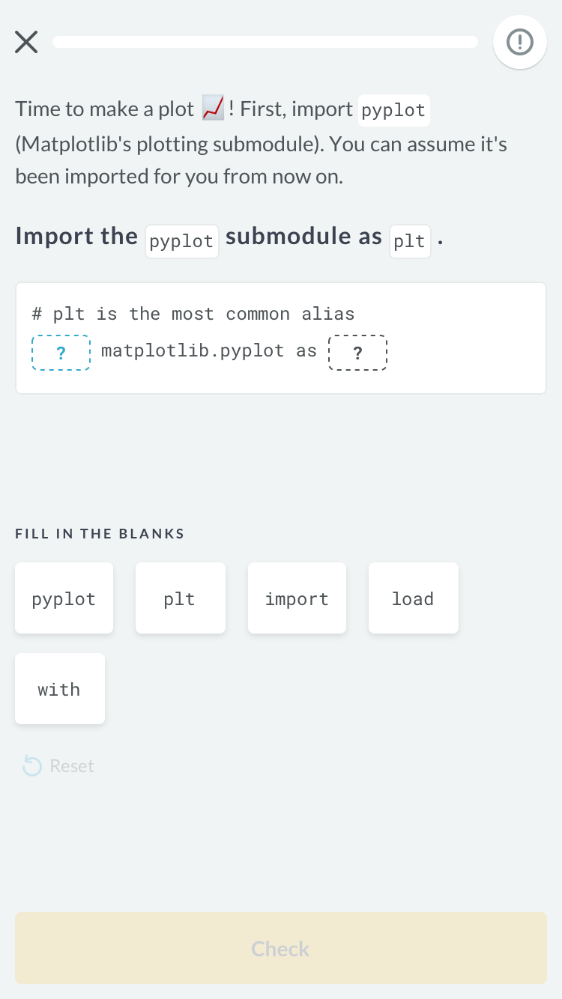 Time to make a plot 📈! First, import pyplot
(Matplotlib's plotting submodule). You can assume it's
been imported for you from now on.
Import the pyplot submodule as plt .
# plt is the most common alias
? matplotlib.pyplot as ?
FILL IN THE BLANKS
pyplot plt import load
with
Reset
Check